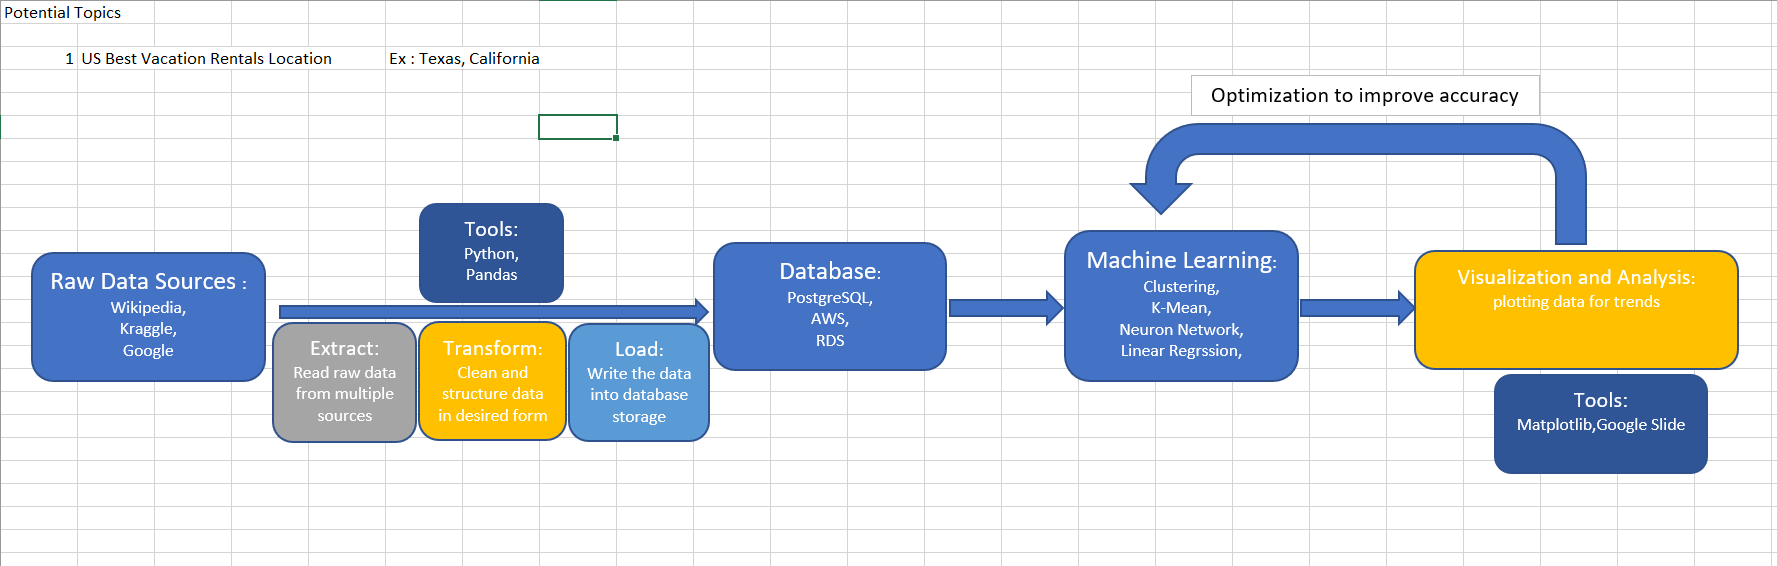 Potential Topics
1 US Best Vacation Rentals Location Ex : Texas, California
Optimization to improve accuracy
Raw Data Sources :
Wikipedia,
Kraggle,
Google
Tools:
Python,
Pandas
Extract:
Read raw data
from multiple
sources
Transform:
Clean and
structure data
in desired form
Load:
Write the data
into database
storage
Database:
PostgreSQL,
AWS,
RDS
Machine Learning:
Clustering,
K-Mean,
Neuron Network,
Linear Regrssion,
Visualization and Analysis:
plotting data for trends
Tools:
Matplotlib,Google Slide